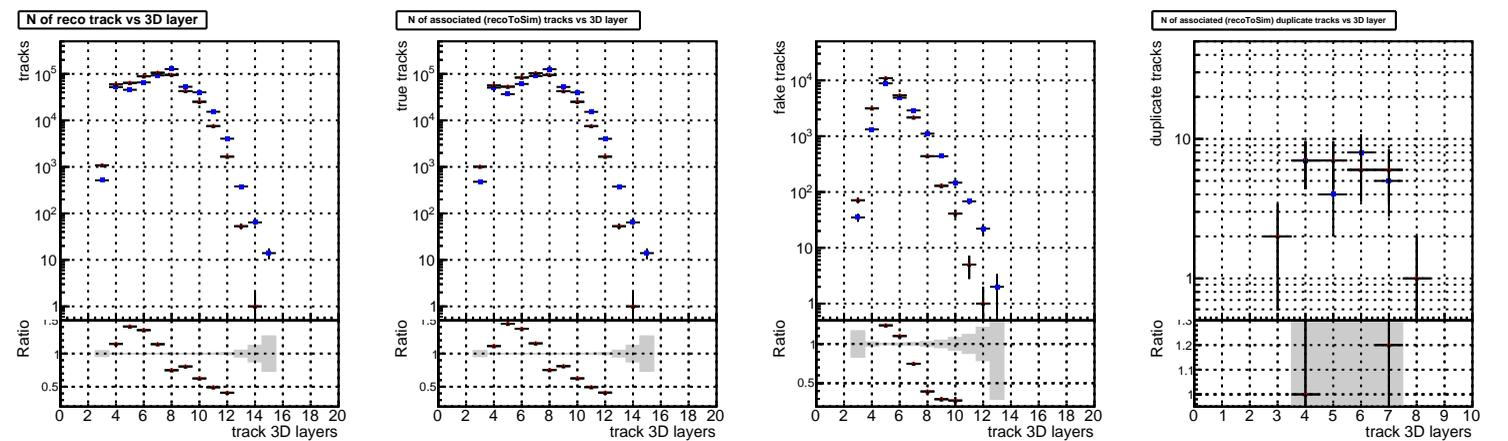 N of reco track vs 3D layer
tracks
10^5
10^4
10^3
10^2
10
1
Ratio
1.5
1
0.5
0 2 4 6 8 10 12 14 16 18 20
track 3D layers
N of associated (recoToSim) tracks vs 3D layer
true tracks
10^5
10^4
10^3
10^2
10
1
Ratio
1.5
1
0.5
0 2 4 6 8 10 12 14 16 18 20
track 3D layers
fake tracks
10^4
10^3
10^2
10
1
Ratio
1
0.5
0 2 4 6 8 10 12 14 16 18 20
track 3D layers
N of associated (recoToSim) duplicate tracks vs 3D layer
duplicate tracks
10
1
Ratio
1.3
1.2
1.1
1
0 1 2 3 4 5 6 7 8 9 10
track 3D layers